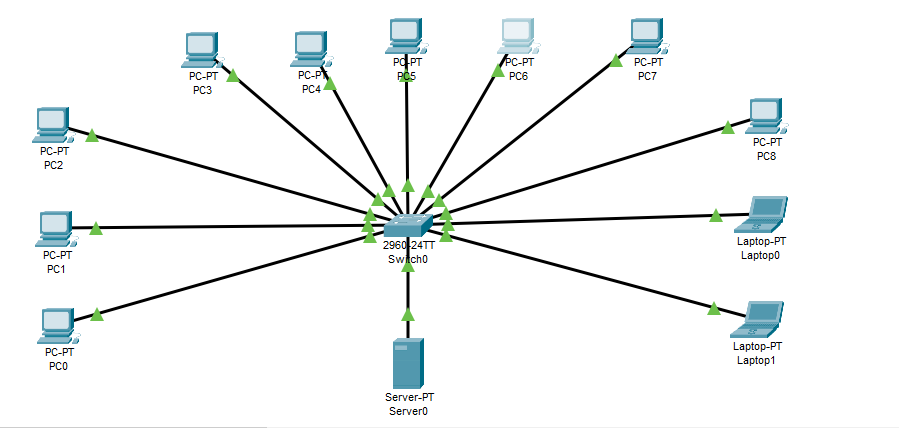 PC-PT
PC3
PC-PT
PC4
PC-PT
PC5
PC-PT
PC6
PC-PT
PC7
PC-PT
PC2
PC-PT
PC8
PC-PT
PC1
2960-24TT
Switch0
Laptop-PT
Laptop0
PC-PT
PC0
Laptop-PT
Laptop1
Server-PT
Server0